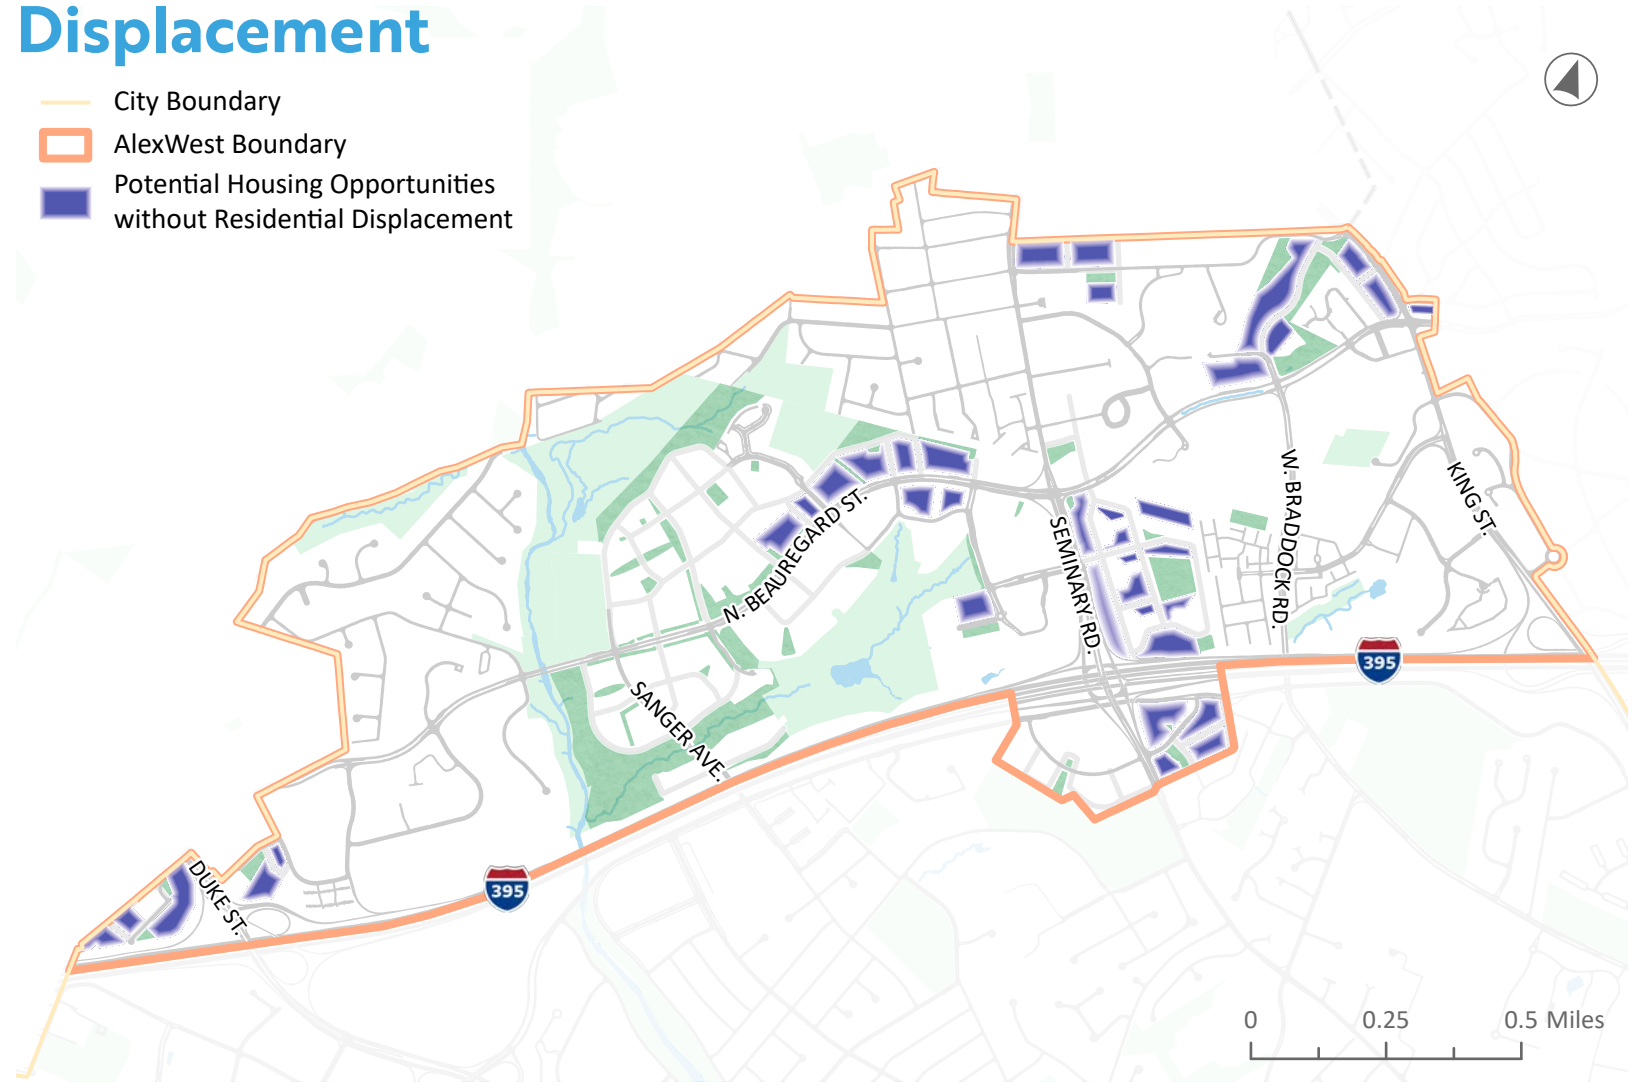 Displacement
City Boundary
AlexWest Boundary
Potential Housing Opportunities
without Residential Displacement
N. BEAUREGARD ST.
SEMINARY RD.
W. BRADDOCK RD.
KING ST.
SANGER AVE.
395
DUKE ST.
395
0 0.25 0.5 Miles